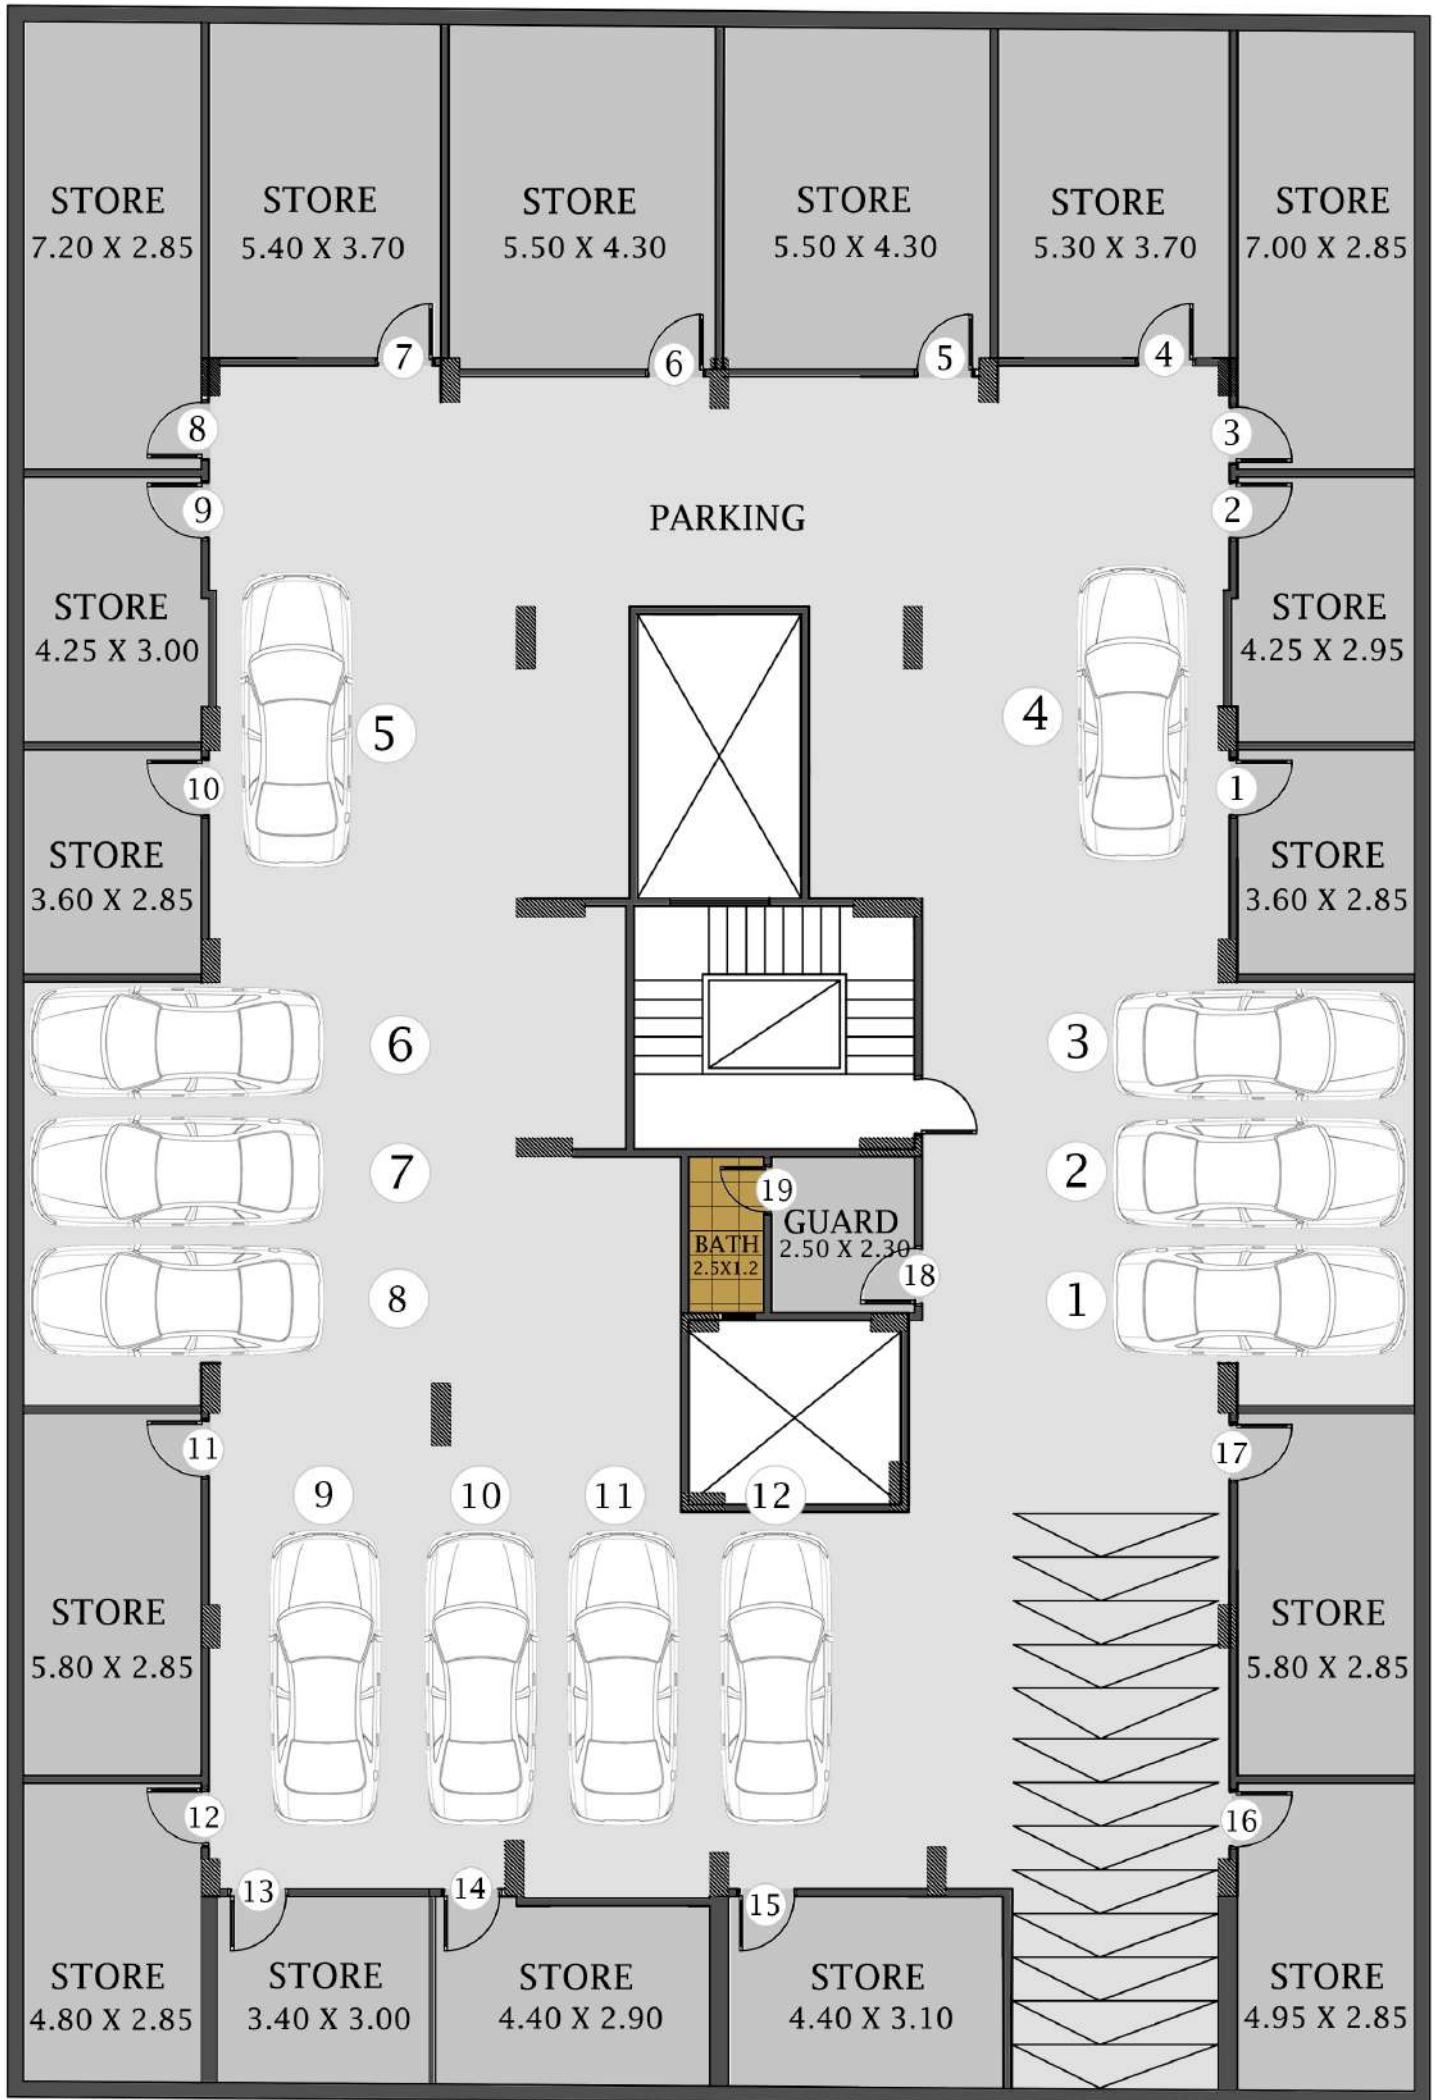 STORE
7.20 X 2.85
STORE
5.40 X 3.70
STORE
5.50 X 4.30
STORE
5.50 X 4.30
STORE
5.30 X 3.70
STORE
7.00 X 2.85
7
6
5
4
8
3
9
2
PARKING
STORE
4.25 X 3.00
STORE
4.25 X 2.95
5
4
10
1
STORE
3.60 X 2.85
STORE
3.60 X 2.85
6
3
7
2
19
GUARD
2.50 X 2.30
BATH
2.5X1.2
18
8
1
11
17
9
10
11
12
STORE
5.80 X 2.85
STORE
5.80 X 2.85
12
16
13
14
15
STORE
4.80 X 2.85
STORE
3.40 X 3.00
STORE
4.40 X 2.90
STORE
4.40 X 3.10
STORE
4.95 X 2.85